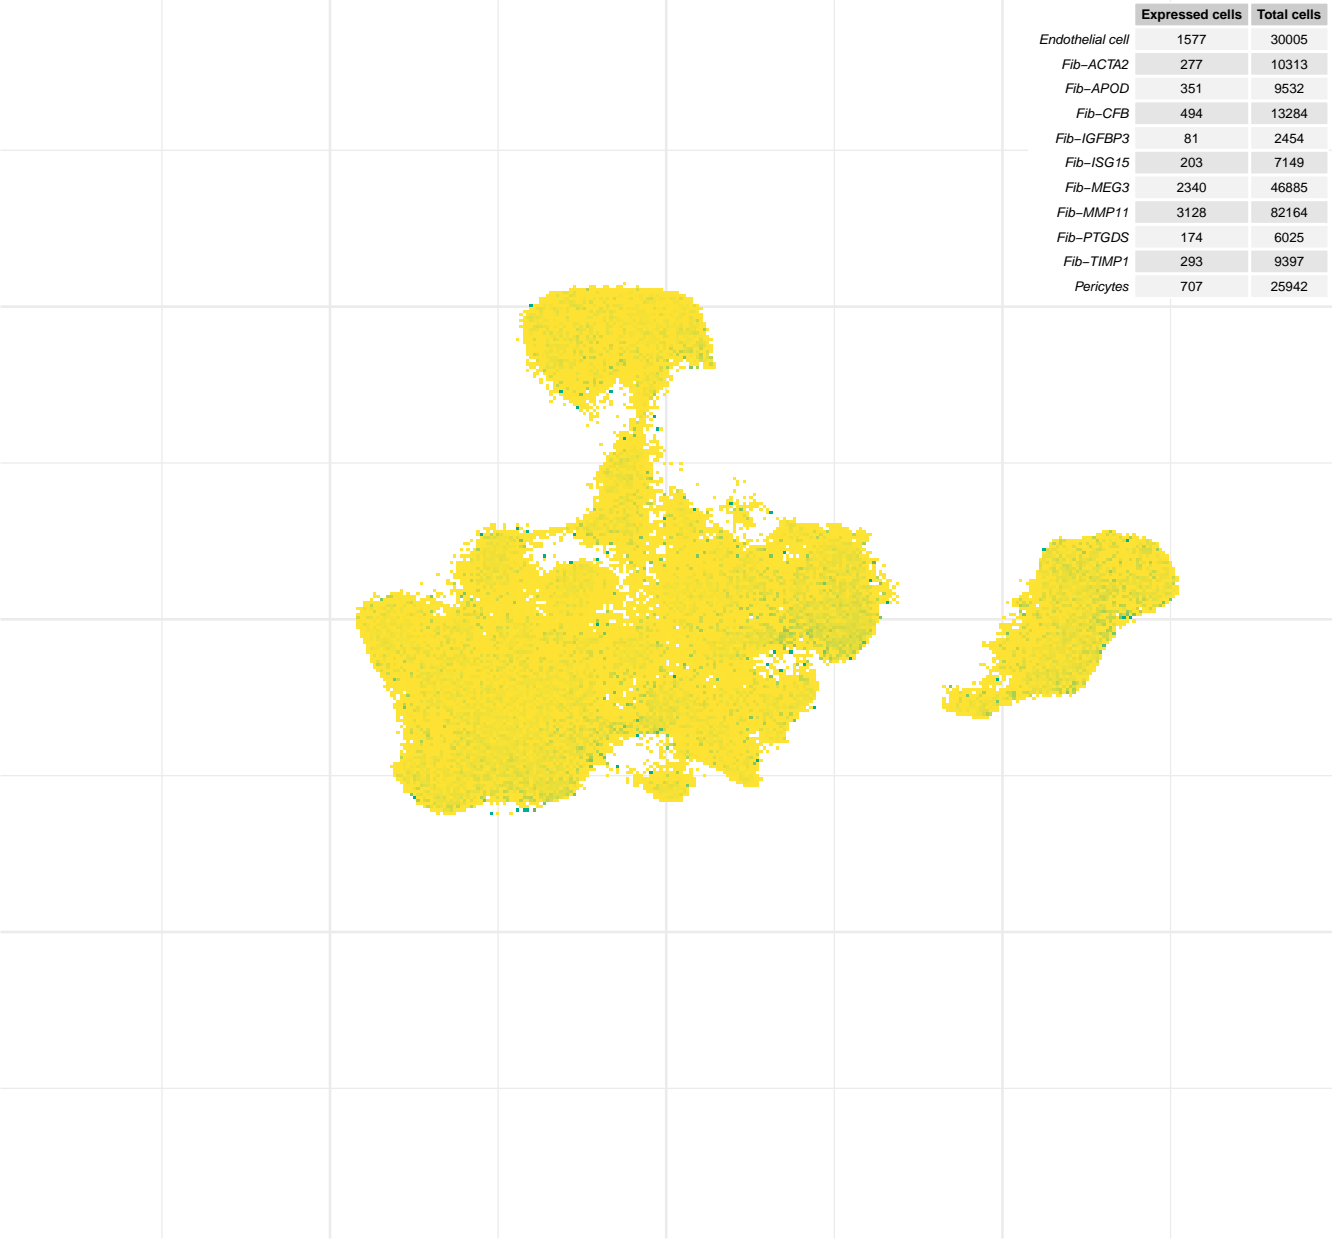 Expressed cells Total cells
Endothelial cell 1577 30005
Fib−ACTA2 277 10313
Fib−APOD 351 9532
Fib−CFB 494 13284
Fib−IGFBP3 81 2454
Fib−ISG15 203 7149
Fib−MEG3 2340 46885
Fib−MMP11 3128 82164
Fib−PTGDS 174 6025
Fib−TIMP1 293 9397
Pericytes 707 25942